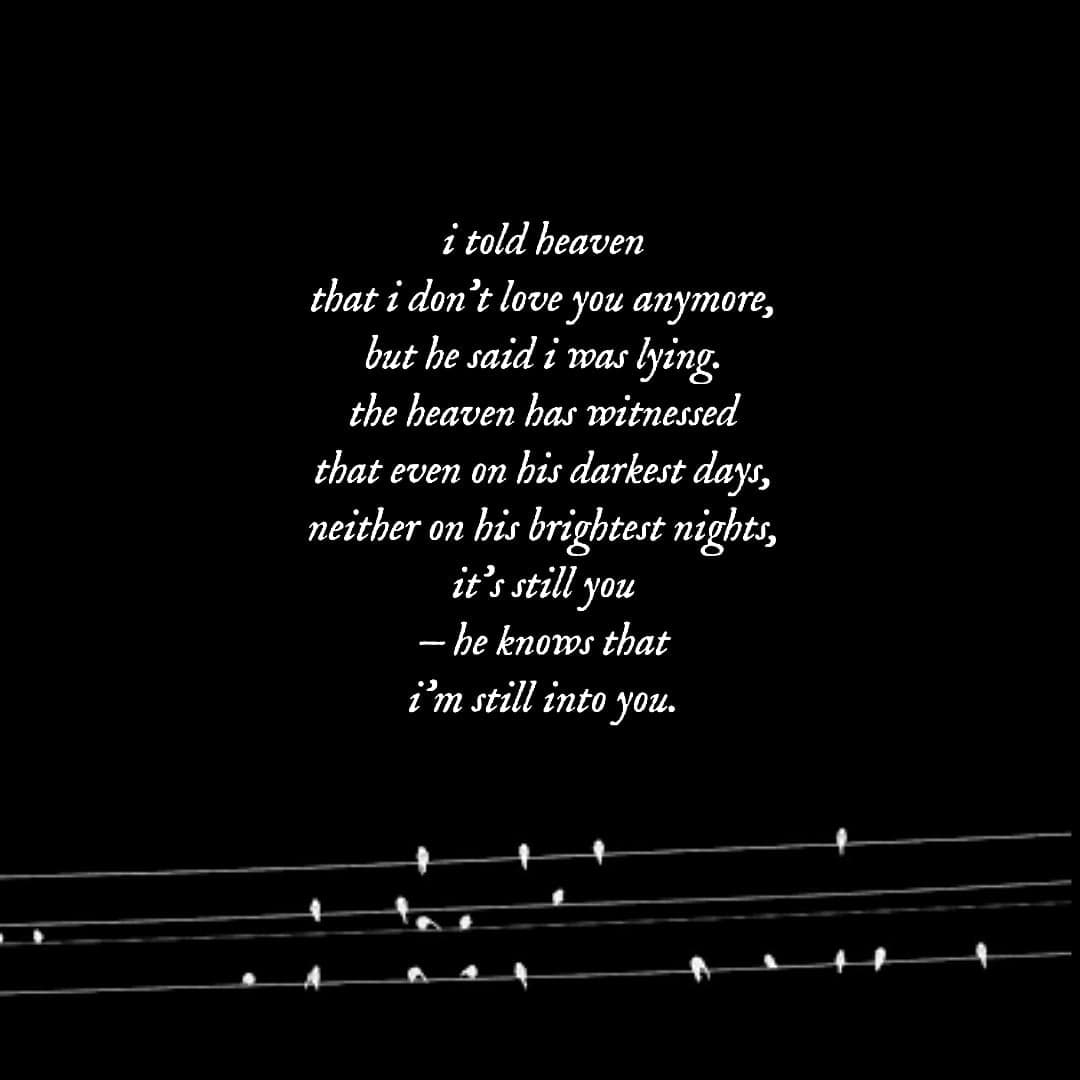 i told heaven
that i don’t love you anymore,
but he said i was lying.
the heaven has witnessed
that even on his darkest days,
neither on his brightest nights,
it’s still you
— he knows that
i’m still into you.